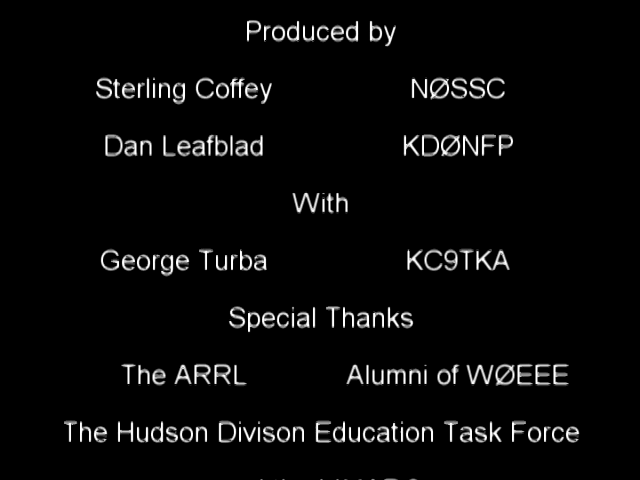 Produced by
Sterling Coffey NØSSC
Dan Leafblad KDØNFP
With
George Turba KC9TKA
Special Thanks
The ARRL Alumni of WØEEE
The Hudson Divison Education Task Force